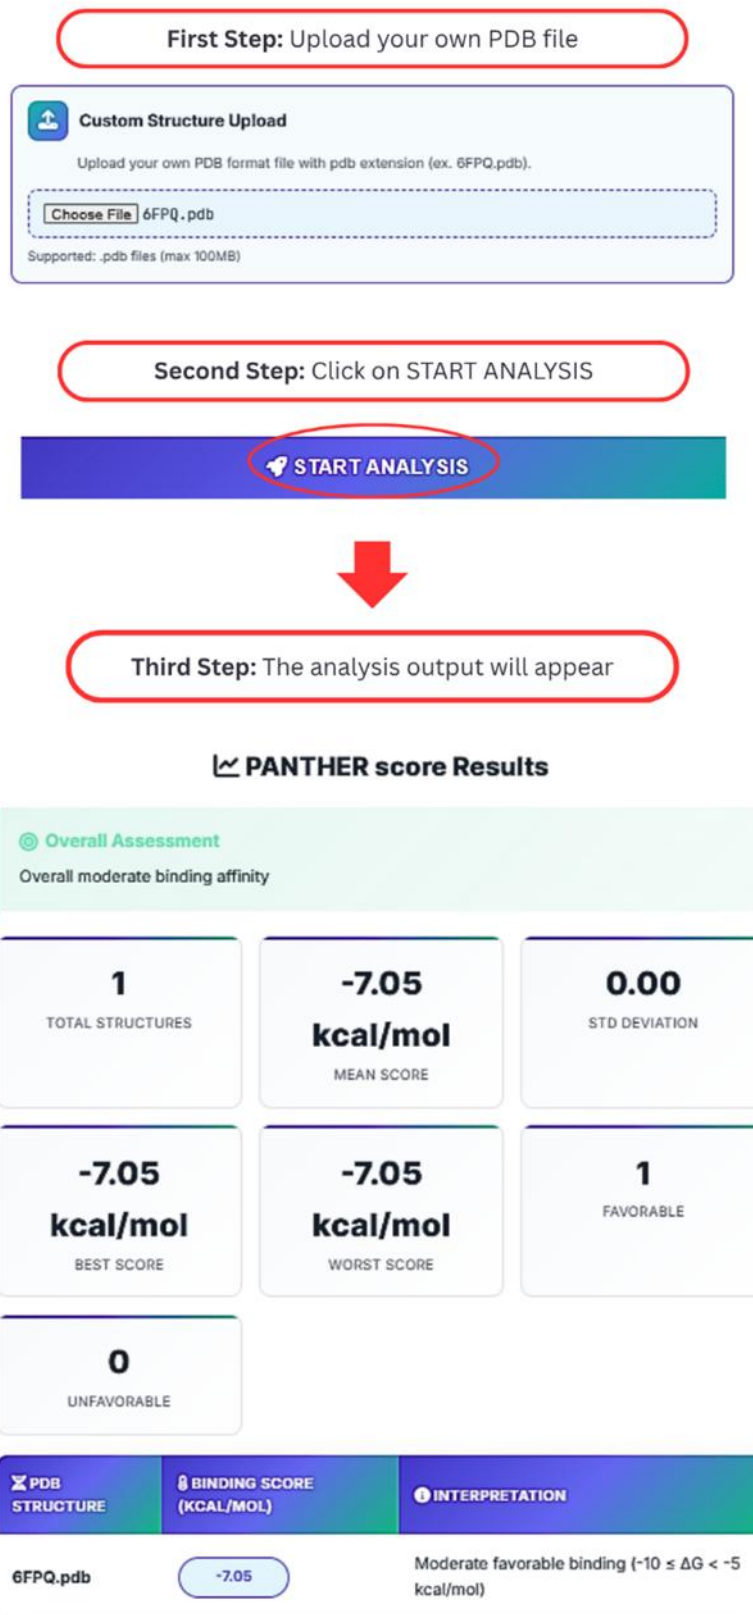 First Step: Upload your own PDB file
Custom Structure Upload
Upload your own PDB format file with pdb extension (ex. 6FPQ.pdb).
Choose File 6FPQ.pdb
Supported: .pdb files (max 100MB)
Second Step: Click on START ANALYSIS
START ANALYSIS
Third Step: The analysis output will appear
PANTHER score Results
Overall Assessment
Overall moderate binding affinity
1
TOTAL STRUCTURES
-7.05
kcal/mol
MEAN SCORE
0.00
STD DEVIATION
-7.05
kcal/mol
BEST SCORE
-7.05
kcal/mol
WORST SCORE
1
FAVORABLE
0
UNFAVORABLE
PDB
STRUCTURE
BINDING SCORE
(KCAL/MOL)
INTERPRETATION
6FPQ.pdb
-7.05
Moderate favorable binding (-10 ≤ ΔG < -5
kcal/mol)